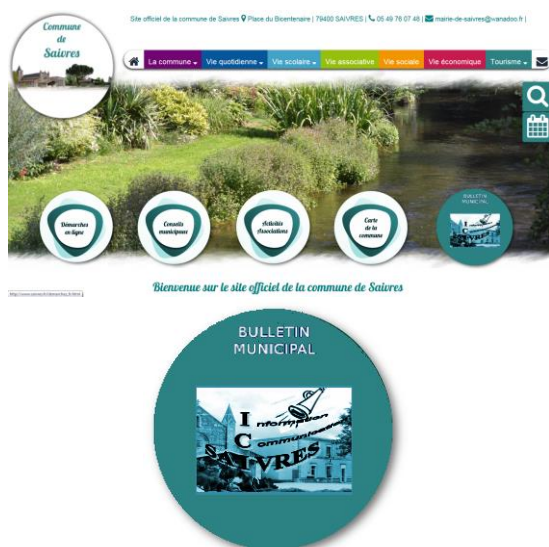 Site officiel de la commune de Saivres Place du Bicentenaire | 79400 SAIVRES | 05 49 76 07 48 | mairie-de-saivres@wanadoo.fr |
Commune
de
Saivres
La commune Vie quotidienne Vie scolaire Vie associative Vie sociale Vie économique Tourisme
Démarches
en ligne
Conseils
municipaux
Activités
Associations
Carte
de la
commune
BULLETIN
MUNICIPAL
Bienvenue sur le site officiel de la commune de Saivres
BULLETIN
MUNICIPAL
Information
Communication
SAIVRES